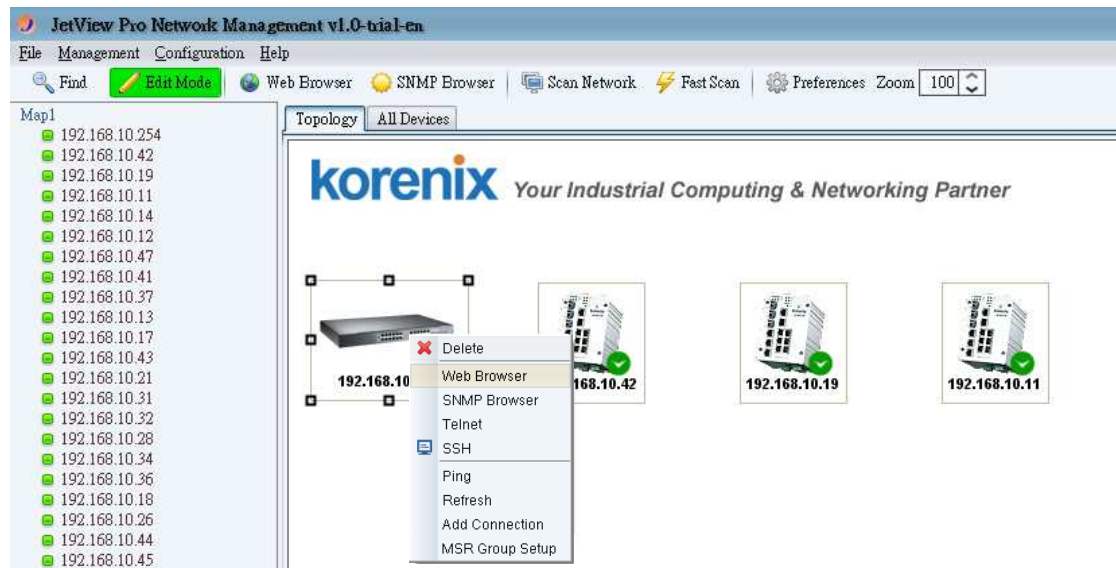 JetView Pro Network Management v1.0-trial-en
File Management Configuration Help
Find Edit Mode Web Browser SNMP Browser Scan Network Fast Scan Preferences Zoom 100
Map1
192.168.10.254
192.168.10.42
192.168.10.19
192.168.10.11
192.168.10.14
192.168.10.12
192.168.10.47
192.168.10.41
192.168.10.37
192.168.10.13
192.168.10.17
192.168.10.43
192.168.10.21
192.168.10.31
192.168.10.32
192.168.10.28
192.168.10.34
192.168.10.36
192.168.10.18
192.168.10.26
192.168.10.44
192.168.10.45
Topology All Devices
korenix Your Industrial Computing & Networking Partner
192.168.10
168.10.42
192.168.10.19
192.168.10.11
Delete
Web Browser
SNMP Browser
Telnet
SSH
Ping
Refresh
Add Connection
MSR Group Setup